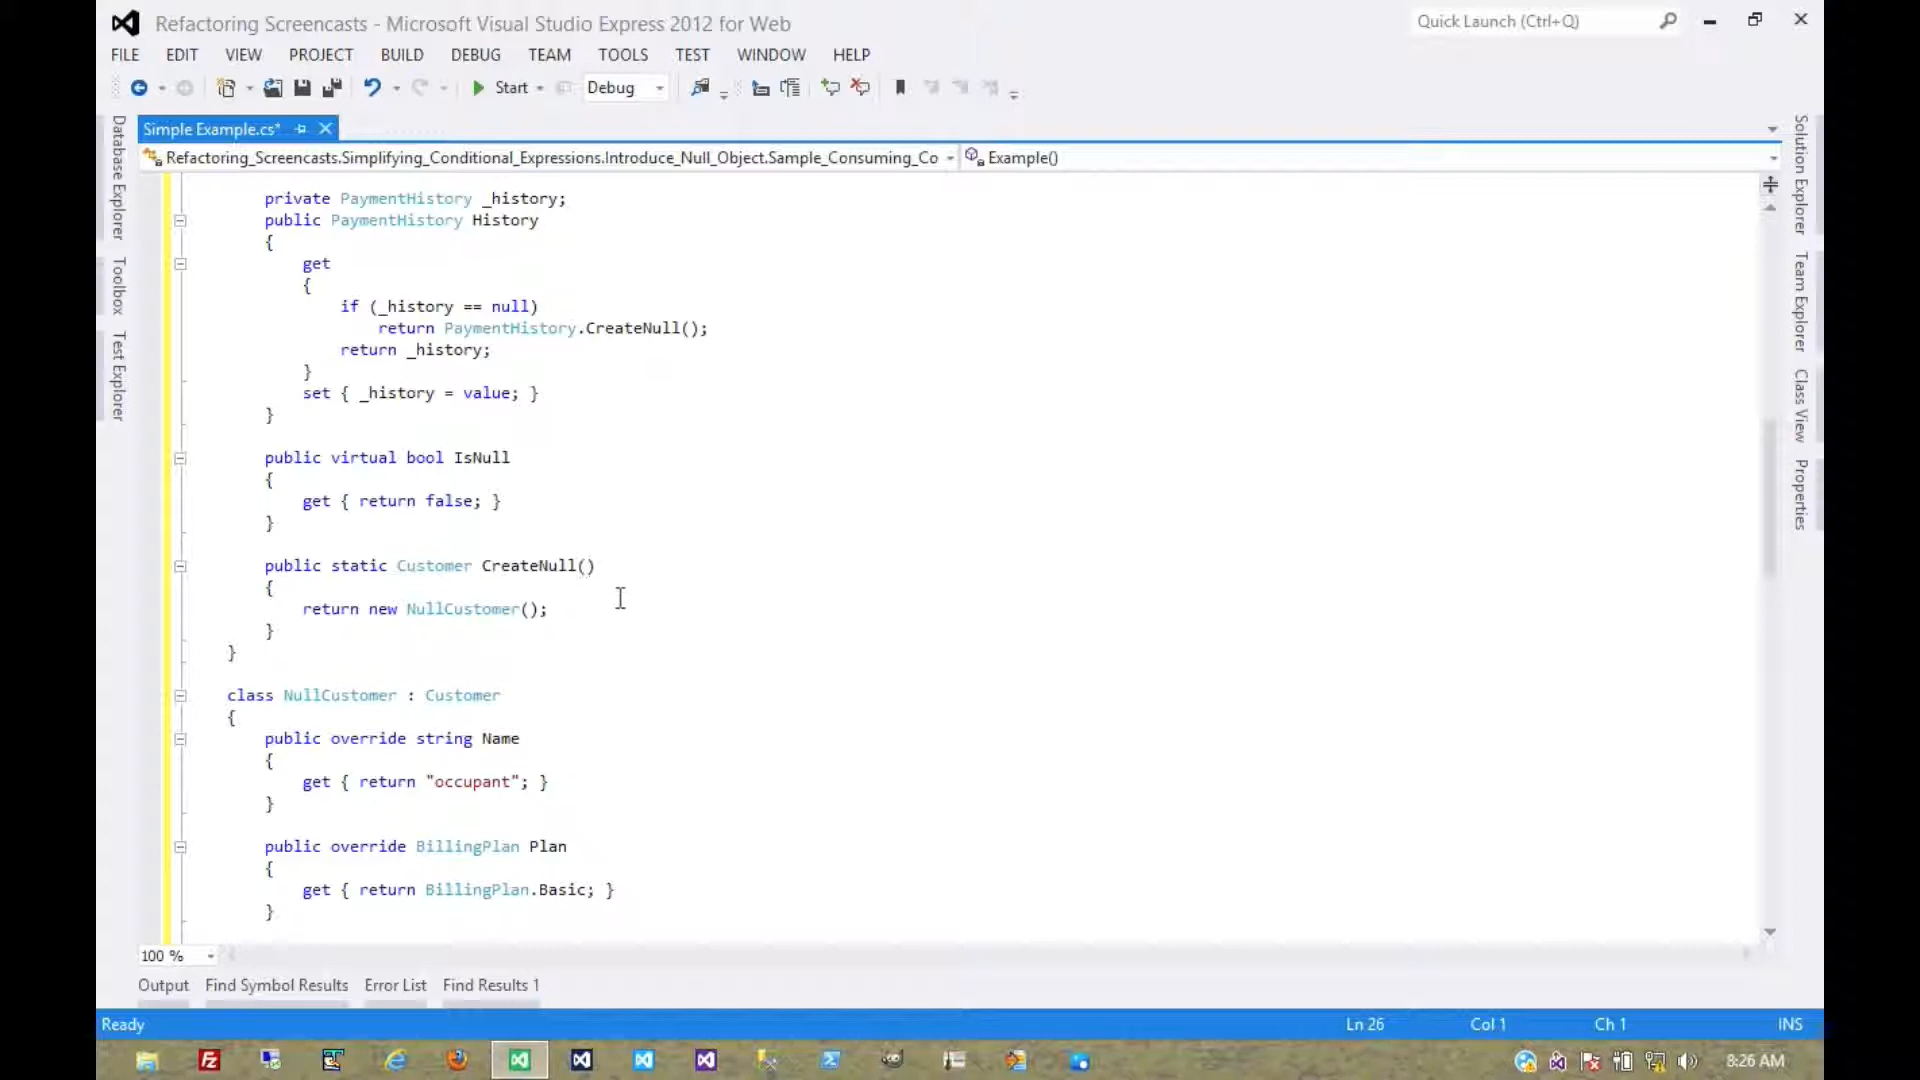 Refactoring Screencasts - Microsoft Visual Studio Express 2012 for Web
Quick Launch (Ctrl+Q)
FILE EDIT VIEW PROJECT BUILD DEBUG TEAM TOOLS TEST WINDOW HELP
Start Debug
Simple Example.cs*
Refactoring_Screencasts.Simplifying_Conditional_Expressions.Introduce_Null_Object.Sample_Consuming_Co
Example()
Database Explorer
Toolbox
Test Explorer
private PaymentHistory _history;
public PaymentHistory History
{
get
{
if (_history == null)
return PaymentHistory.CreateNull();
return _history;
}
set { _history = value; }
}
public virtual bool IsNull
{
get { return false; }
}
public static Customer CreateNull()
{
return new NullCustomer();
}
}
class NullCustomer : Customer
{
public override string Name
{
get { return "occupant"; }
}
public override BillingPlan Plan
{
get { return BillingPlan.Basic; }
}
Solution Explorer
Team Explorer
Class View
Properties
100 %
Output Find Symbol Results Error List Find Results 1
Ready Ln 26 Col 1 Ch 1 INS
8:26 AM